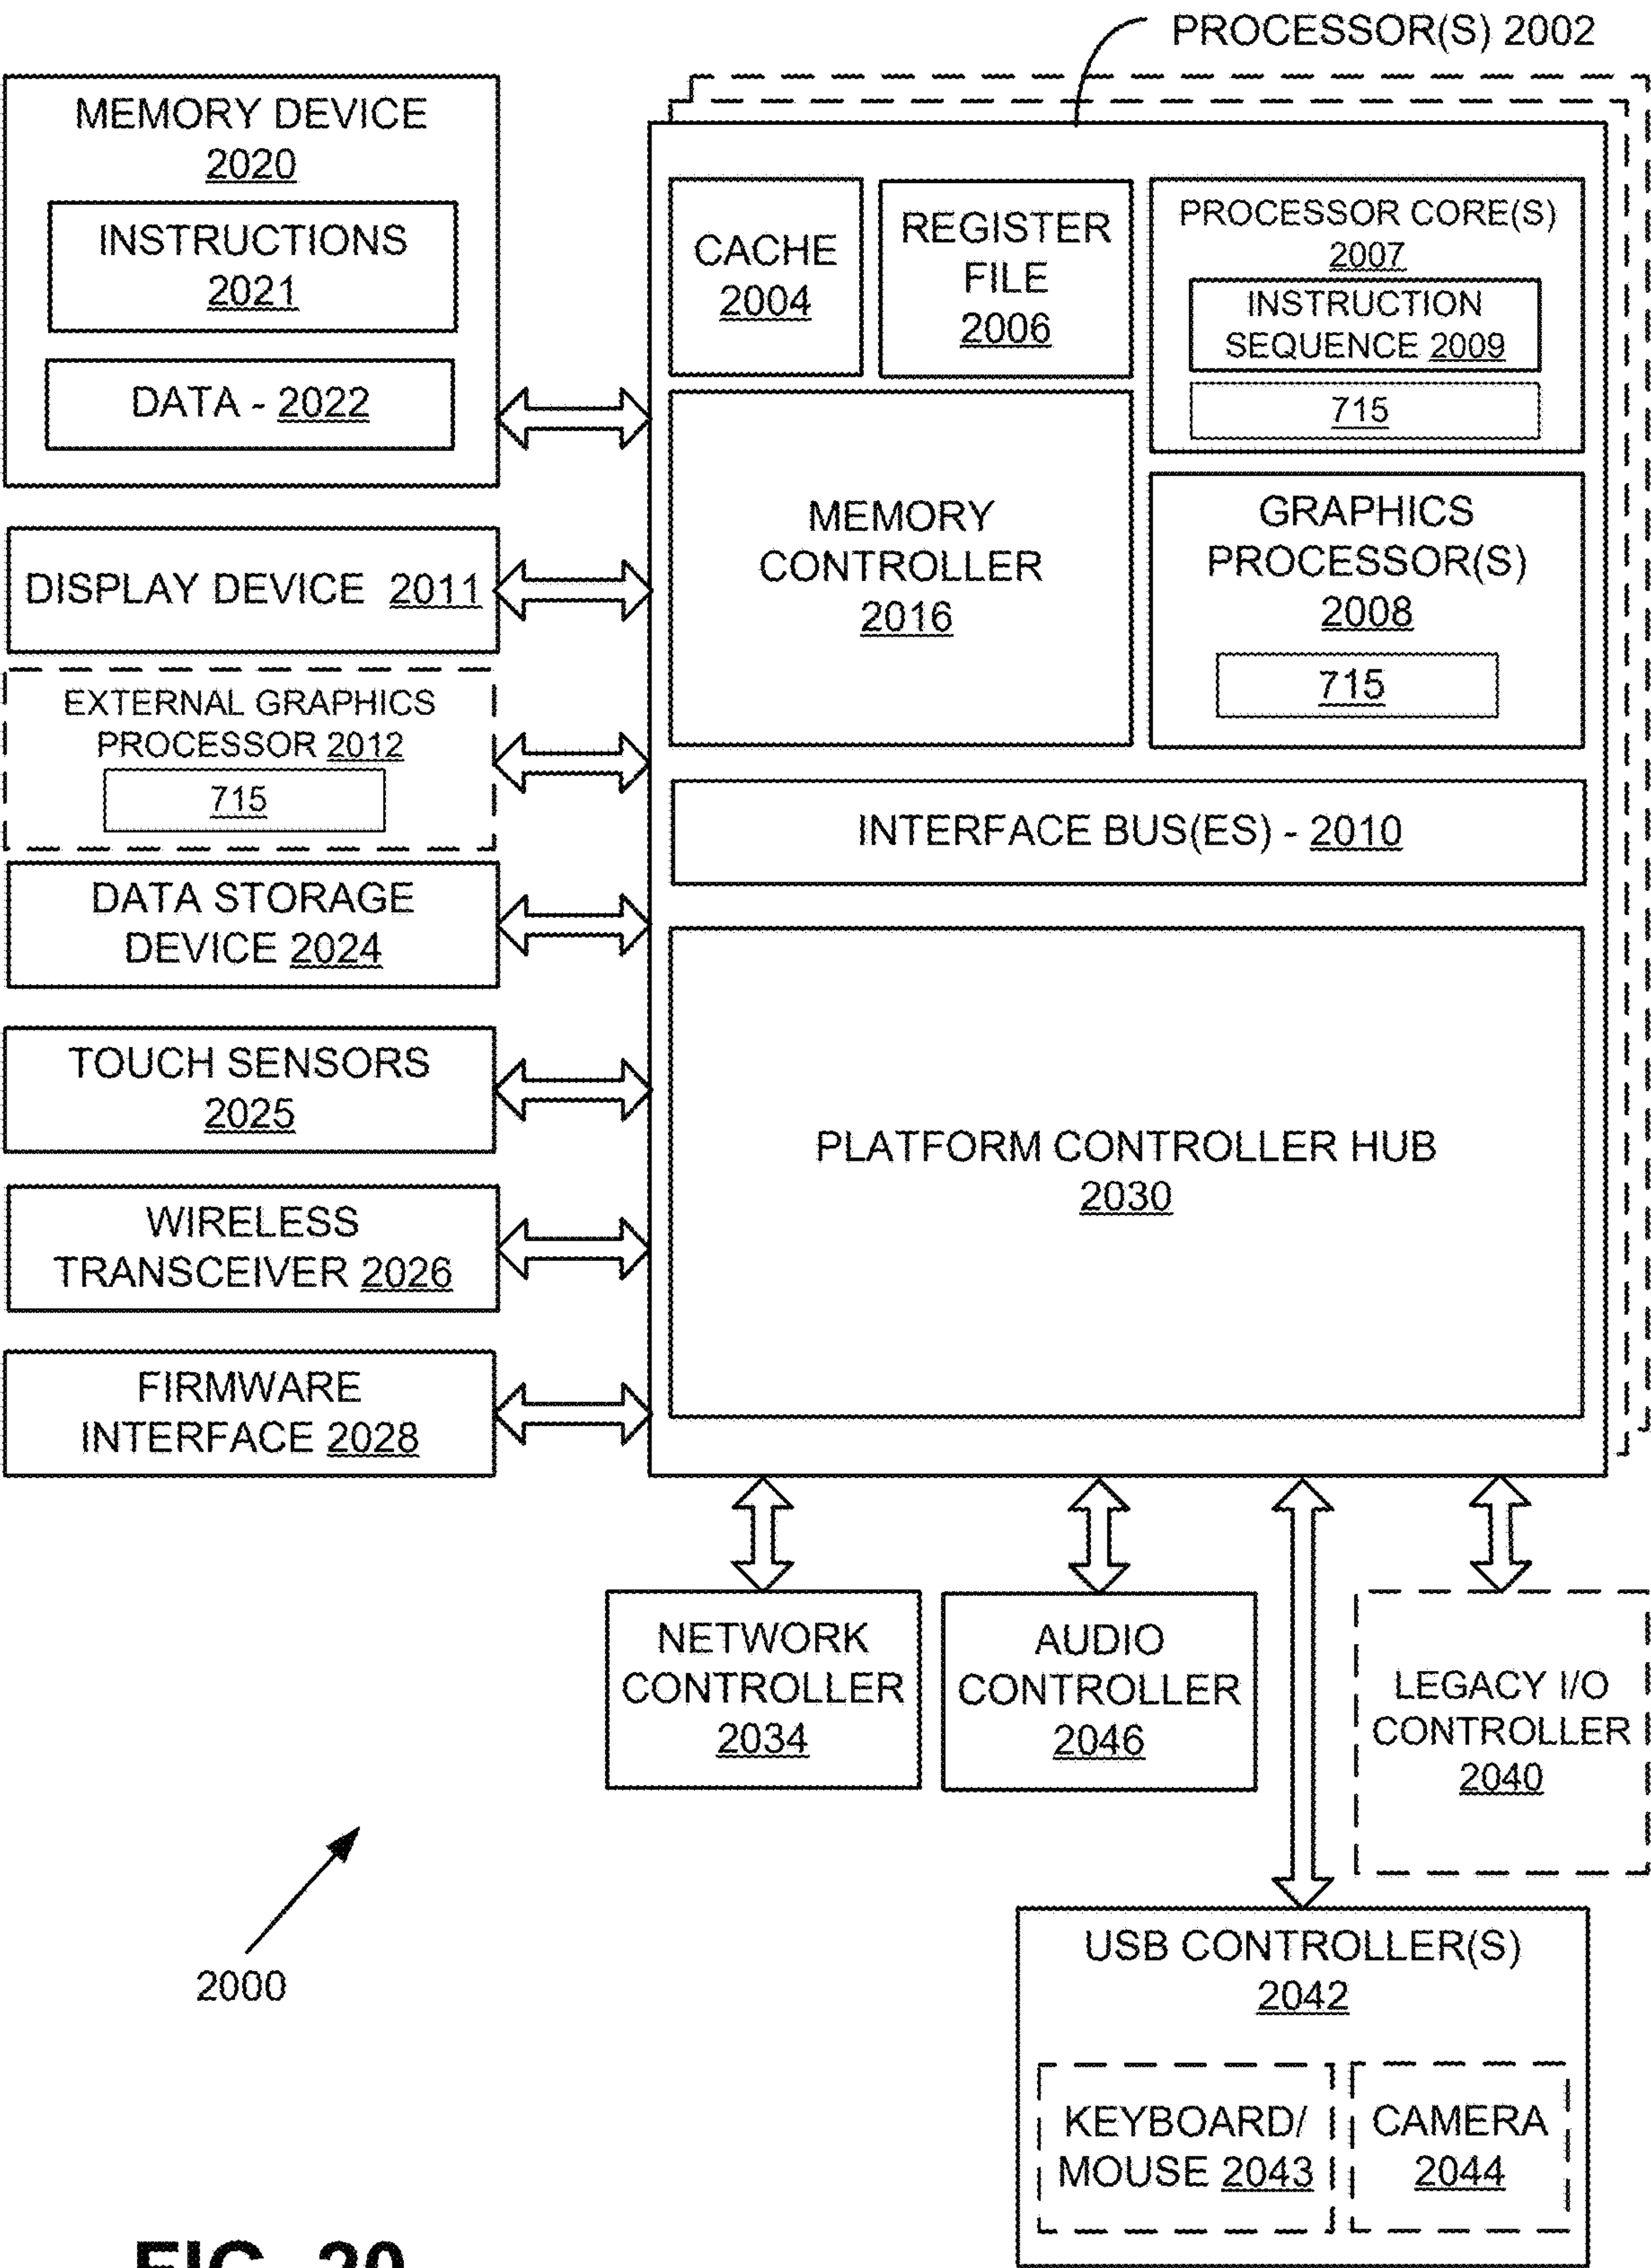 PROCESSOR(S) 2002
MEMORY DEVICE
2020
INSTRUCTIONS
2021
DATA - 2022
DISPLAY DEVICE 2011
EXTERNAL GRAPHICS
PROCESSOR 2012
715
DATA STORAGE
DEVICE 2024
TOUCH SENSORS
2025
WIRELESS
TRANSCEIVER 2026
FIRMWARE
INTERFACE 2028
CACHE
2004
REGISTER
FILE
2006
PROCESSOR CORE(S)
2007
INSTRUCTION
SEQUENCE 2009
715
MEMORY
CONTROLLER
2016
GRAPHICS
PROCESSOR(S)
2008
715
INTERFACE BUS(ES) - 2010
PLATFORM CONTROLLER HUB
2030
NETWORK
CONTROLLER
2034
AUDIO
CONTROLLER
2046
LEGACY I/O
CONTROLLER
2040
2000
USB CONTROLLER(S)
2042
KEYBOARD/
MOUSE 2043
CAMERA
2044
FIG. 20